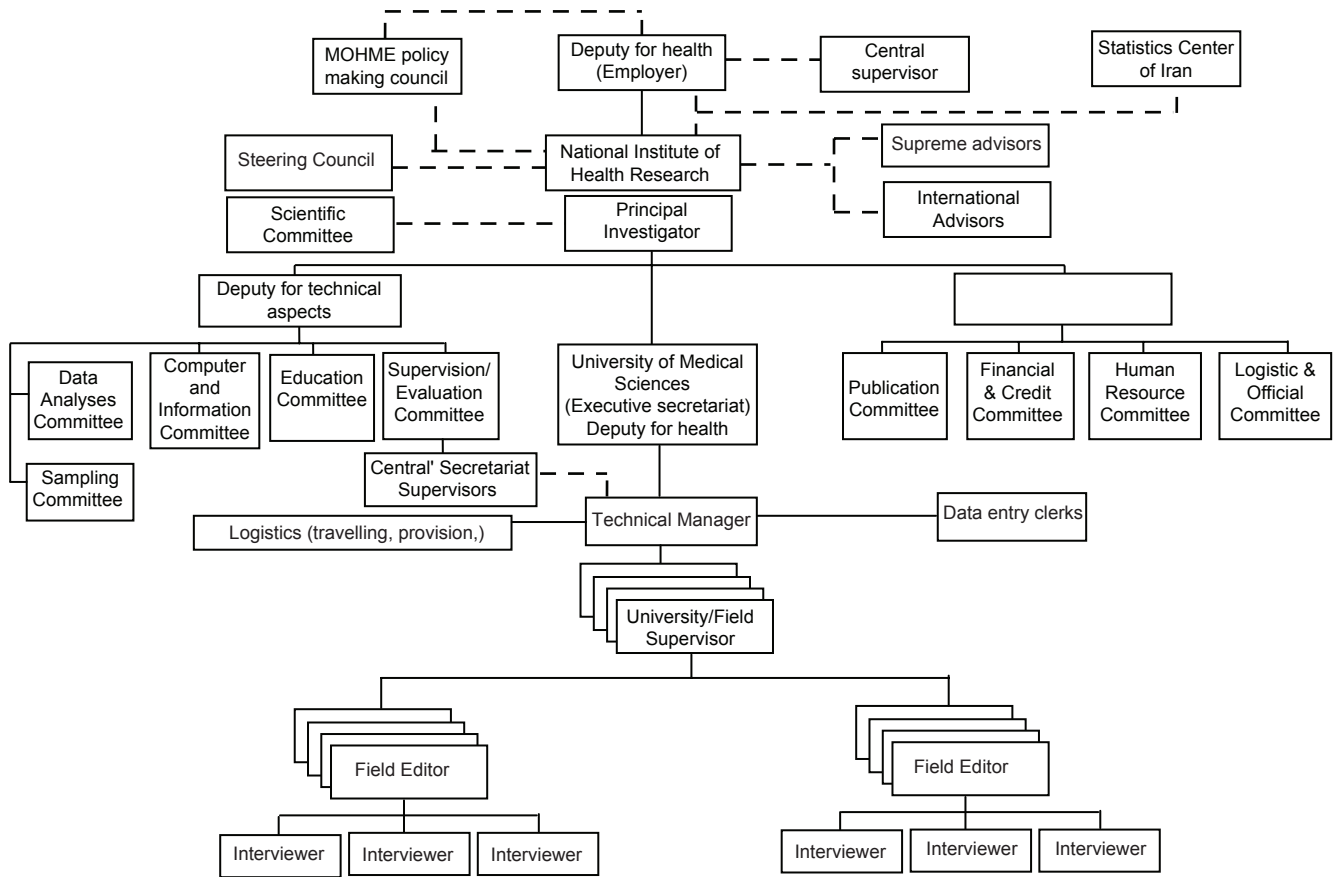 MOHME policy
making council
Deputy for health
(Employer)
Central
supervisor
Statistics Center
of Iran
Steering Council
National Institute of
Health Research
Supreme advisors
International
Advisors
Scientific
Committee
Principal
Investigator
Deputy for technical
aspects
Data
Analyses
Committee
Computer
and
Information
Committee
Education
Committee
Supervision/
Evaluation
Committee
University of Medical
Sciences
(Executive secretariat)
Deputy for health
Publication
Committee
Financial
& Credit
Committee
Human
Resource
Committee
Logistic &
Official
Committee
Sampling
Committee
Central' Secretariat
Supervisors
Logistics (travelling, provision,)
Technical Manager
Data entry clerks
University/Field
Supervisor
Field Editor
Field Editor
Interviewer
Interviewer
Interviewer
Interviewer
Interviewer
Interviewer